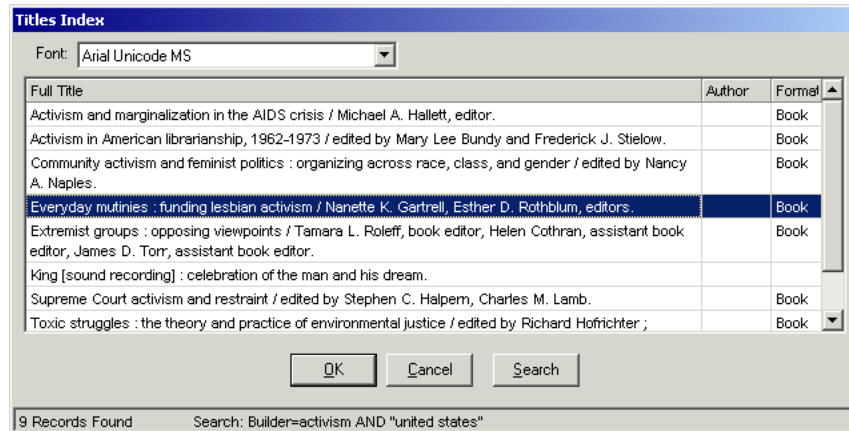 Titles Index
Font: Arial Unicode MS
Full Title Author Format
Activism and marginalization in the AIDS crisis / Michael A. Hallett, editor. Book
Activism in American librarianship, 1962-1973 / edited by Mary Lee Bundy and Frederick J. Stielow. Book
Community activism and feminist politics : organizing across race, class, and gender / edited by Nancy Book
A. Naples.
Everyday mutinies : funding lesbian activism / Nanette K. Gartrell, Esther D. Rothblum, editors. Book
Extremist groups : opposing viewpoints / Tamara L. Roleff, book editor, Helen Cothran, assistant book Book
editor, James D. Torr, assistant book editor.
King [sound recording] : celebration of the man and his dream.
Supreme Court activism and restraint / edited by Stephen C. Halpern, Charles M. Lamb. Book
Toxic struggles : the theory and practice of environmental justice / edited by Richard Hofrichter ; Book
OK Cancel Search
9 Records Found Search: Builder=activism AND "united states"